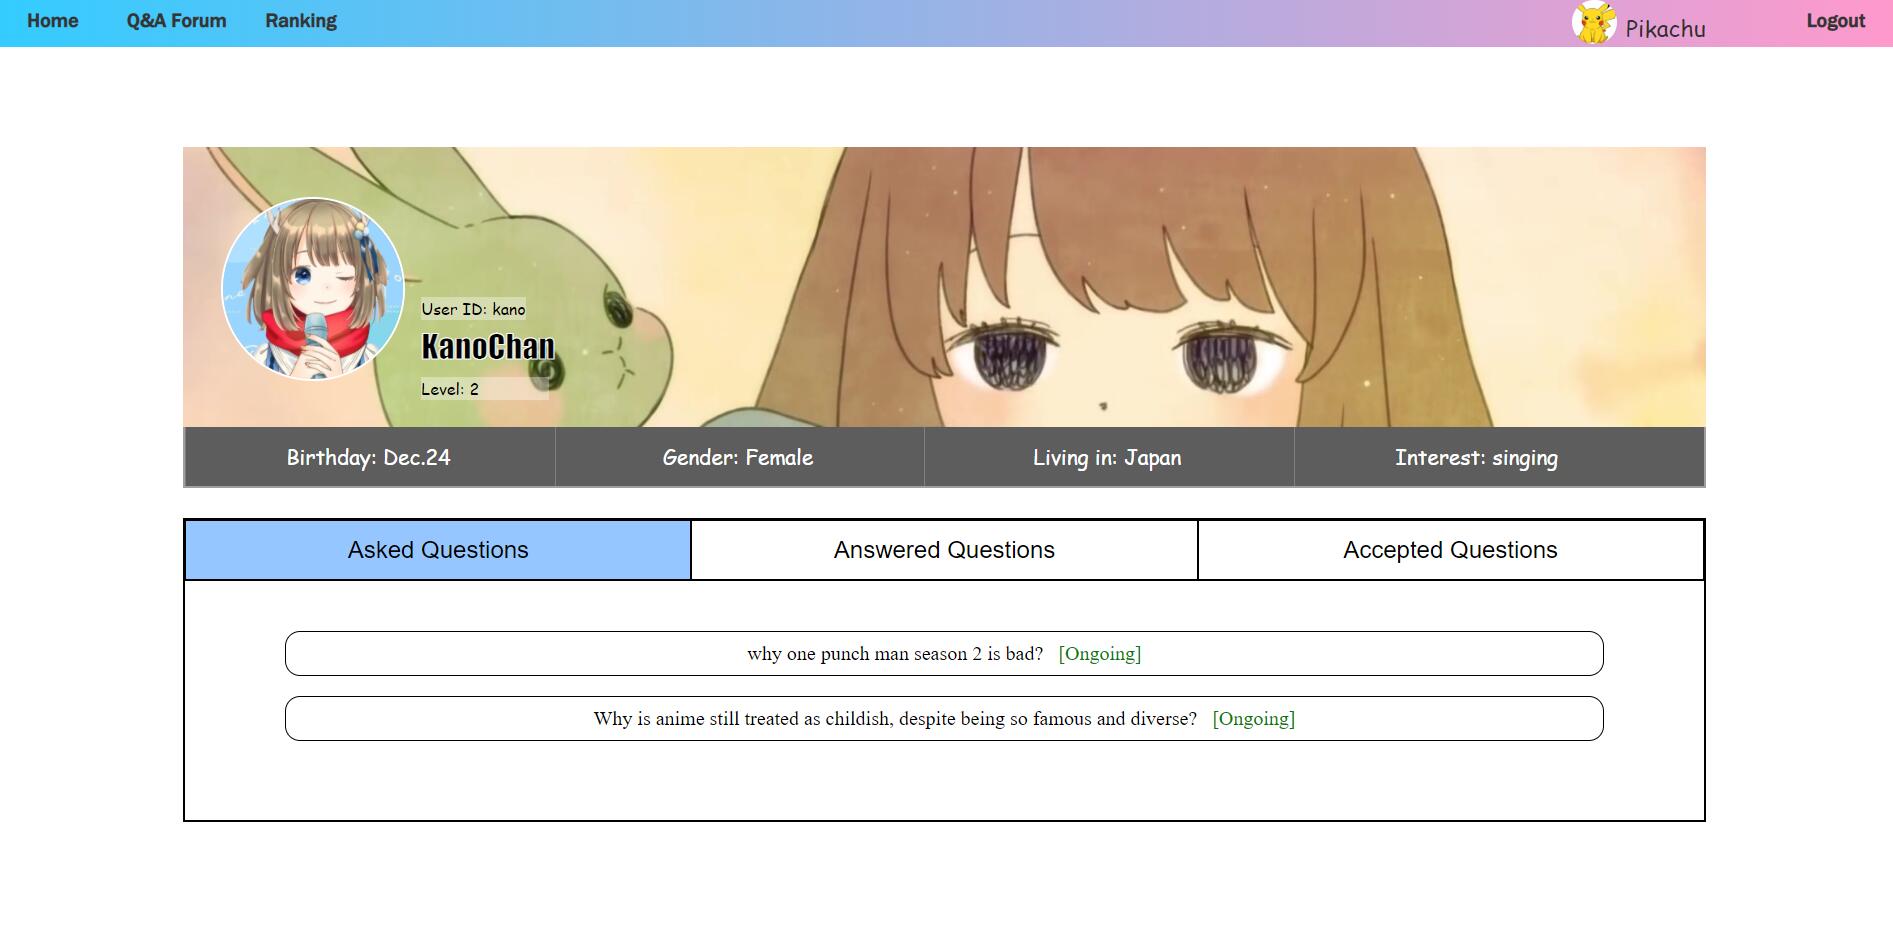 Home Q&A Forum Ranking Pikachu Logout
User ID: kano
KanoChan
Level: 2
Birthday: Dec.24 Gender: Female Living in: Japan Interest: singing
Asked Questions Answered Questions Accepted Questions
why one punch man season 2 is bad? [Ongoing]
Why is anime still treated as childish, despite being so famous and diverse? [Ongoing]